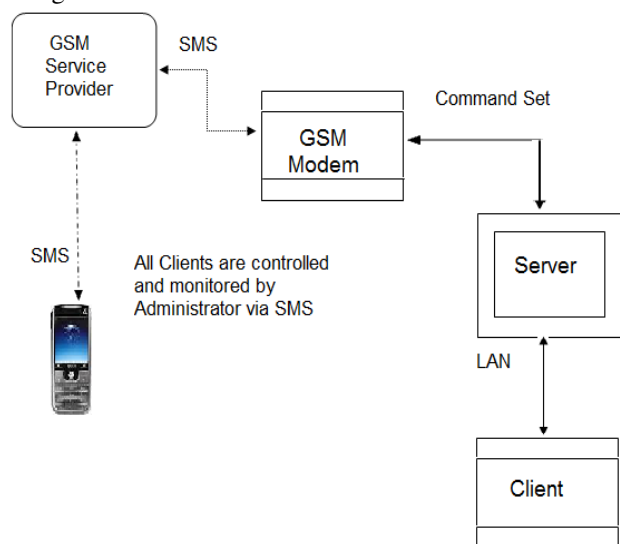 GSM
Service
Provider
SMS
Command Set
GSM
Modem
SMS
All Clients are controlled
and monitored by
Administrator via SMS
Server
LAN
Client